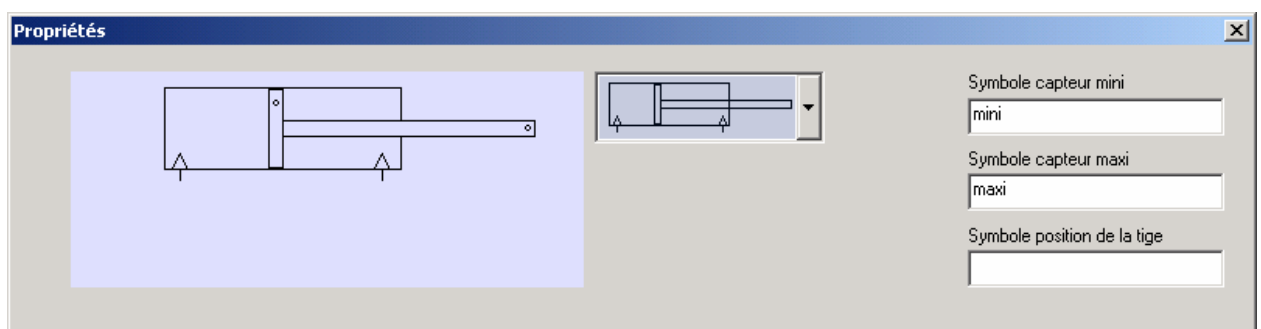 Propriétés
Symbole capteur mini
mini
Symbole capteur maxi
maxi
Symbole position de la tige